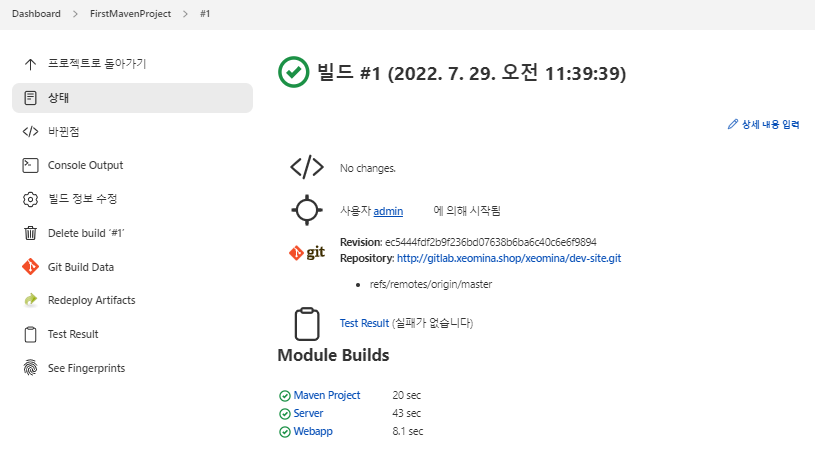 Dashboard > FirstMavenProject > #1
프로젝트로 돌아가기
상태
바뀐점
Console Output
빌드 정보 수정
Delete build ‘#1’
Git Build Data
Redeploy Artifacts
Test Result
See Fingerprints
빌드 #1 (2022. 7. 29. 오전 11:39:39)
상세 내용 입력
No changes.
사용자 admin 에 의해 시작됨
git
Revision: ec5444fdf2b9f236bd07638b6ba6c40c6e6f9894
Repository: http://gitlab.xeomina.shop/xeomina/dev-site.git
• refs/remotes/origin/master
Test Result (실패가 없습니다)
Module Builds
Maven Project 20 sec
Server 43 sec
Webapp 8.1 sec